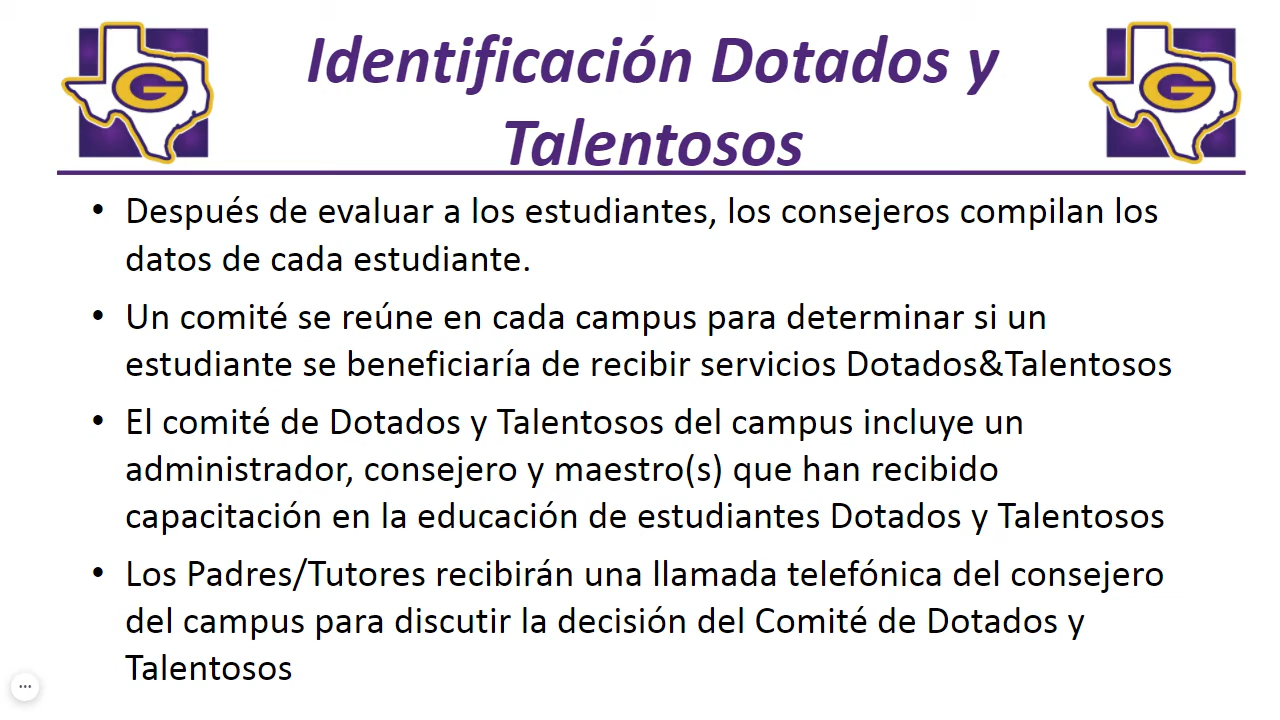 G
G
Identificación Dotados y
Talentosos
• Después de evaluar a los estudiantes, los consejeros compilan los
datos de cada estudiante.
• Un comité se reúne en cada campus para determinar si un
estudiante se beneficiaría de recibir servicios Dotados&Talentosos
• El comité de Dotados y Talentosos del campus incluye un
administrador, consejero y maestro(s) que han recibido
capacitación en la educación de estudiantes Dotados y Talentosos
• Los Padres/Tutores recibirán una llamada telefónica del consejero
del campus para discutir la decisión del Comité de Dotados y
Talentosos